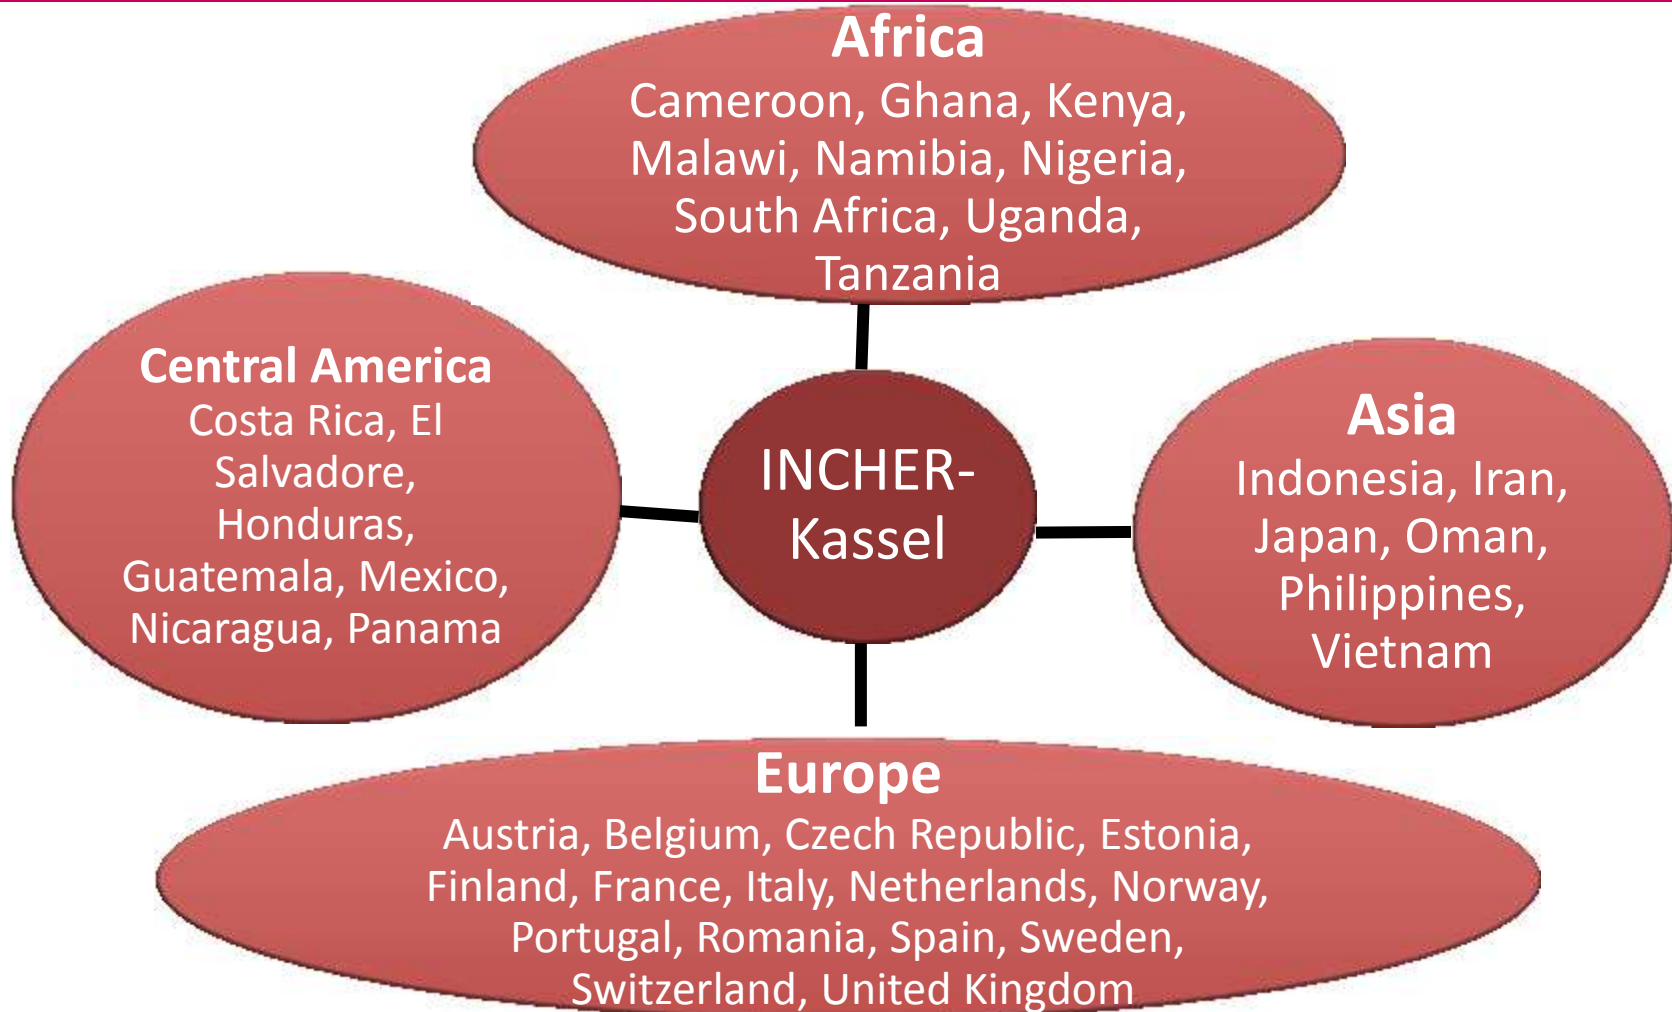 Africa
Cameroon, Ghana, Kenya,
Malawi, Namibia, Nigeria,
South Africa, Uganda,
Tanzania
Central America
Costa Rica, El
Salvadore,
Honduras,
Guatemala, Mexico,
Nicaragua, Panama
INCHER-
Kassel
Asia
Indonesia, Iran,
Japan, Oman,
Philippines,
Vietnam
Europe
Austria, Belgium, Czech Republic, Estonia,
Finland, France, Italy, Netherlands, Norway,
Portugal, Romania, Spain, Sweden,
Switzerland, United Kingdom